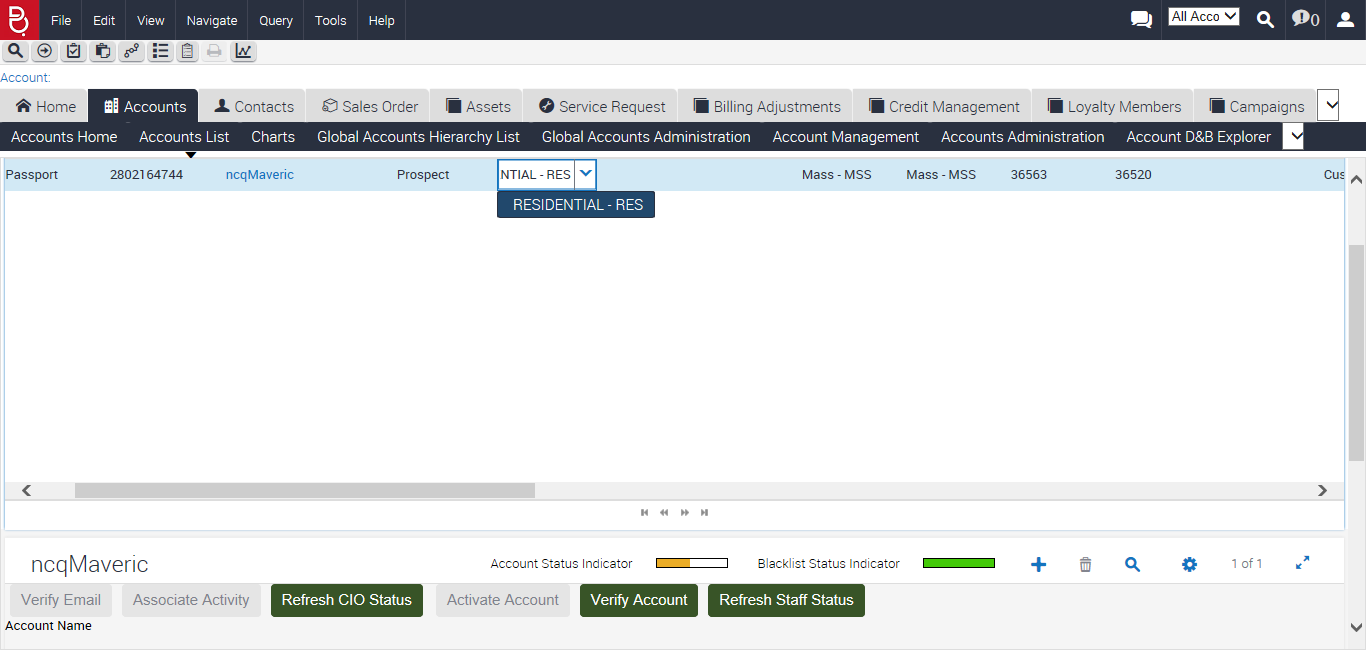 File Edit View Navigate Query Tools Help All Acco 0
Account:
Home Accounts Contacts Sales Order Assets Service Request Billing Adjustments Credit Management Loyalty Members Campaigns
Accounts Home Accounts List Charts Global Accounts Hierarchy List Global Accounts Administration Account Management Accounts Administration Account D&B Explorer
Passport 2802164744 ncqMaveric Prospect NTIAL - RES Mass - MSS Mass - MSS 36563 36520 Cus
RESIDENTIAL - RES
ncqMaveric Account Status Indicator Blacklist Status Indicator 1 of 1
Verify Email Associate Activity Refresh CIO Status Activate Account Verify Account Refresh Staff Status
Account Name